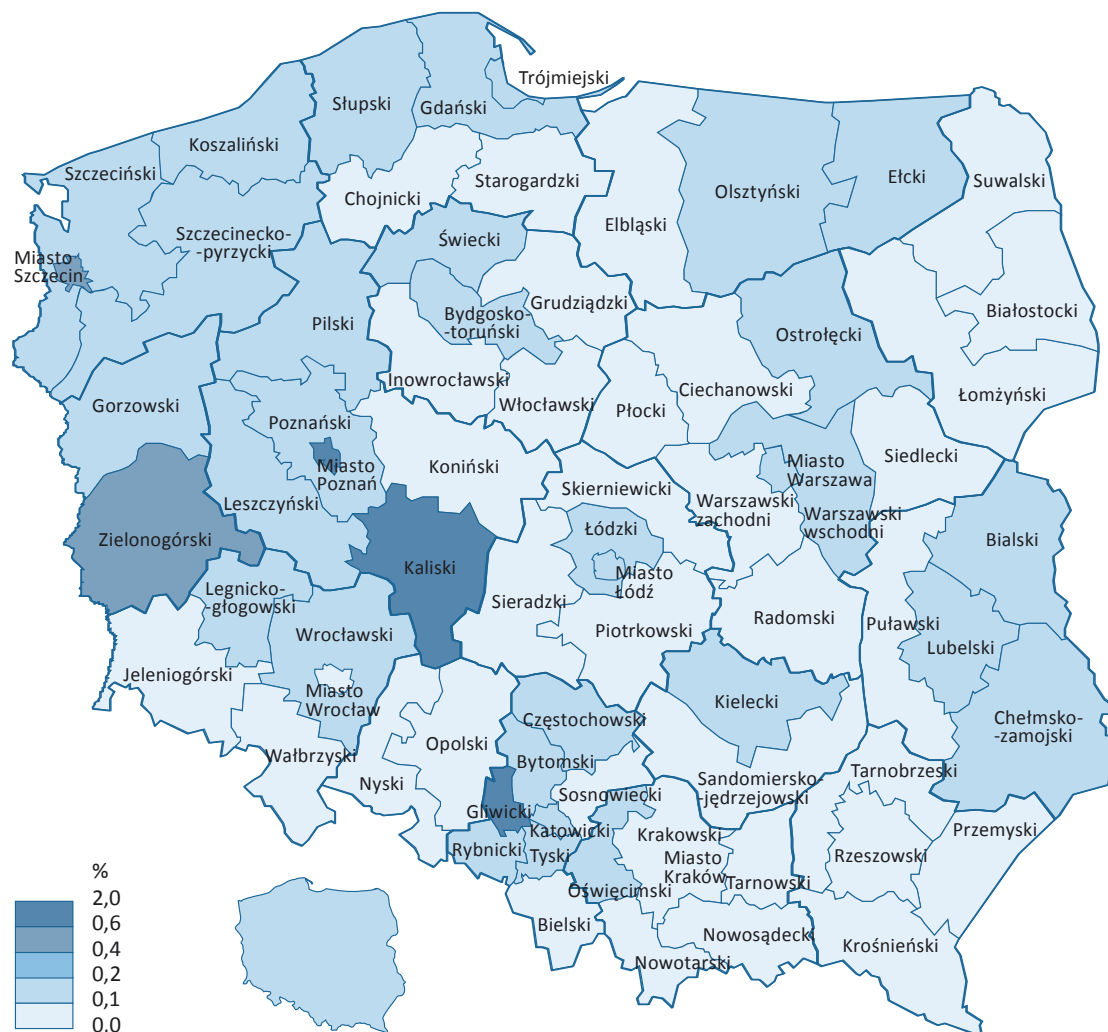 Trójmiejski
Słupski
Gdański
Koszaliński
Szczeciński
Chojnicki
Starogardzki
Olsztyński
Ełcki
Suwalski
Elbląski
Szczecinecko-
-pyrzycki
Świecki
Miasto
Szczecin
Grudziądzki
Białostocki
Bydgosko-
-toruński
Pilski
Ostrołęcki
Inowrocławski
Włocławski
Płocki
Ciechanowski
Łomżyński
Gorzowski
Poznański
Miasto
Poznań
Koniński
Siedlecki
Miasto
Warszawa
Skierniewicki
Warszawski
zachodni
Warszawski
wschodni
Leszczyński
Zielonogórski
Kaliski
Łódzki
Miasto
Łódź
Bialski
Legnicko-
-głogowski
Sieradzki
Piotrkowski
Radomski
Puławski
Lubelski
Wrocławski
Jeleniogórski
Miasto
Wrocław
Kielecki
Chełmsko-
-zamojski
Częstochowski
Opolski
Wałbrzyski
Bytomski
Nyski
Sandomiersko-
-jędrzejowski
Tarnobrzeski
Sosnowiecki
Gliwicki
Katowicki
Krakowski
Przemyski
Rybnicki
Tyski
Miasto
Kraków
Rzeszowski
Tarnowski
Oświęcimski
Bielski
Nowosądecki
Krośnieński
Nowotarski
%
2,0
0,6
0,4
0,2
0,1
0,0